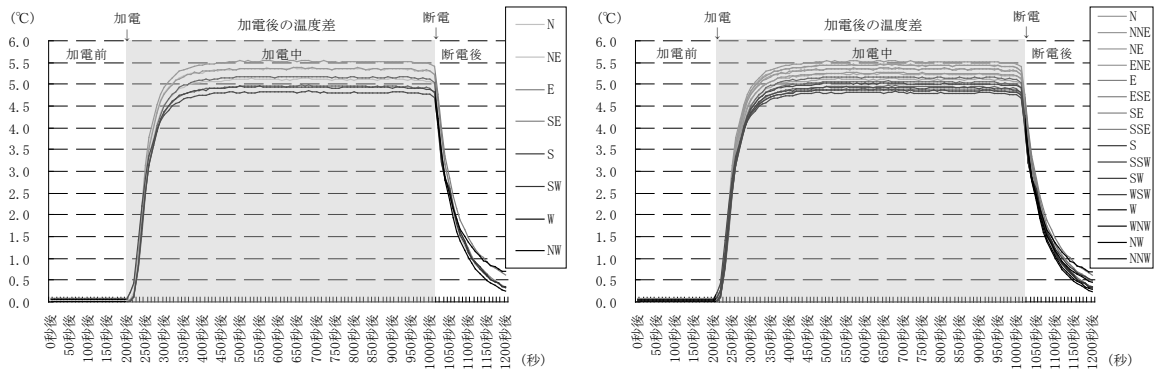 (℃)
加電
加電後の温度差
断電
6.0
5.5
5.0
4.5
4.0
3.5
3.0
2.5
2.0
1.5
1.0
0.5
0.0
加電前
加電中
断電後
N
NE
E
SE
S
SW
W
NW
0秒後
50秒後
100秒後
150秒後
200秒後
250秒後
300秒後
350秒後
400秒後
450秒後
500秒後
550秒後
600秒後
650秒後
700秒後
750秒後
800秒後
850秒後
900秒後
950秒後
1000秒後
1050秒後
1100秒後
1150秒後
1200秒後
(秒)
(℃)
加電
加電後の温度差
断電
6.0
5.5
5.0
4.5
4.0
3.5
3.0
2.5
2.0
1.5
1.0
0.5
0.0
加電前
加電中
断電後
N
NNE
NE
ENE
E
ESE
SE
SSE
S
SSW
SW
WSW
W
WNW
NW
NNW
0秒後
50秒後
100秒後
150秒後
200秒後
250秒後
300秒後
350秒後
400秒後
450秒後
500秒後
550秒後
600秒後
650秒後
700秒後
750秒後
800秒後
850秒後
900秒後
950秒後
1000秒後
1050秒後
1100秒後
1150秒後
1200秒後
(秒)